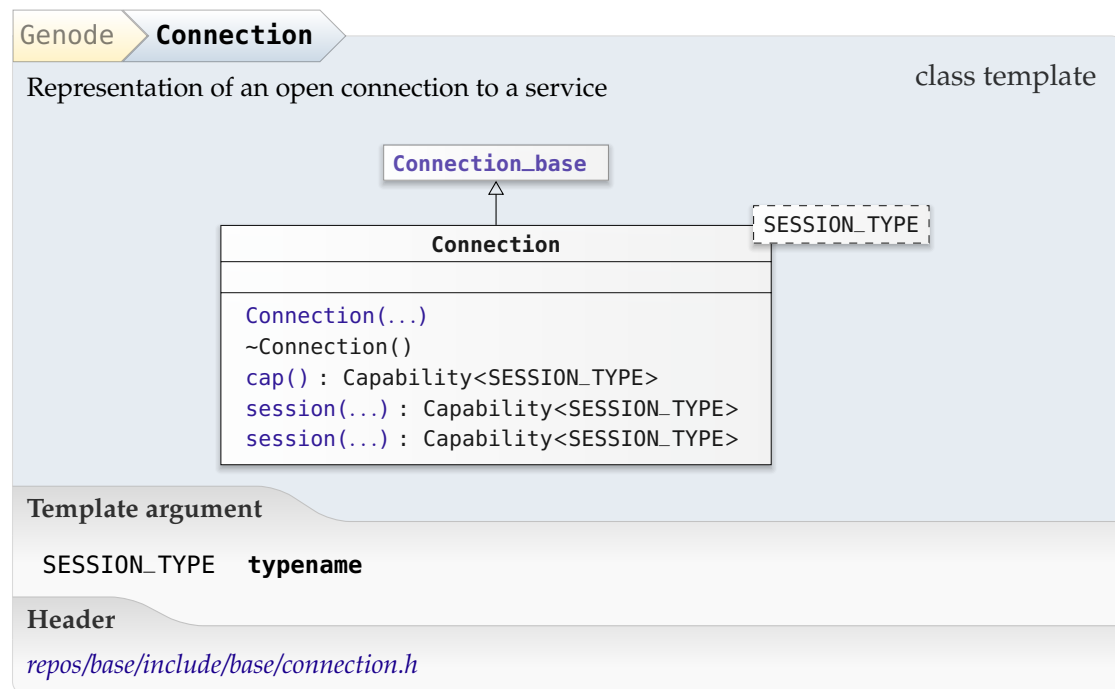 Genode Connection
Representation of an open connection to a service
class template
Connection_base
SESSION_TYPE
Connection
Connection(...)
~Connection()
cap() : Capability<SESSION_TYPE>
session(...) : Capability<SESSION_TYPE>
session(...) : Capability<SESSION_TYPE>
Template argument
SESSION_TYPE typename
Header
repos/base/include/base/connection.h